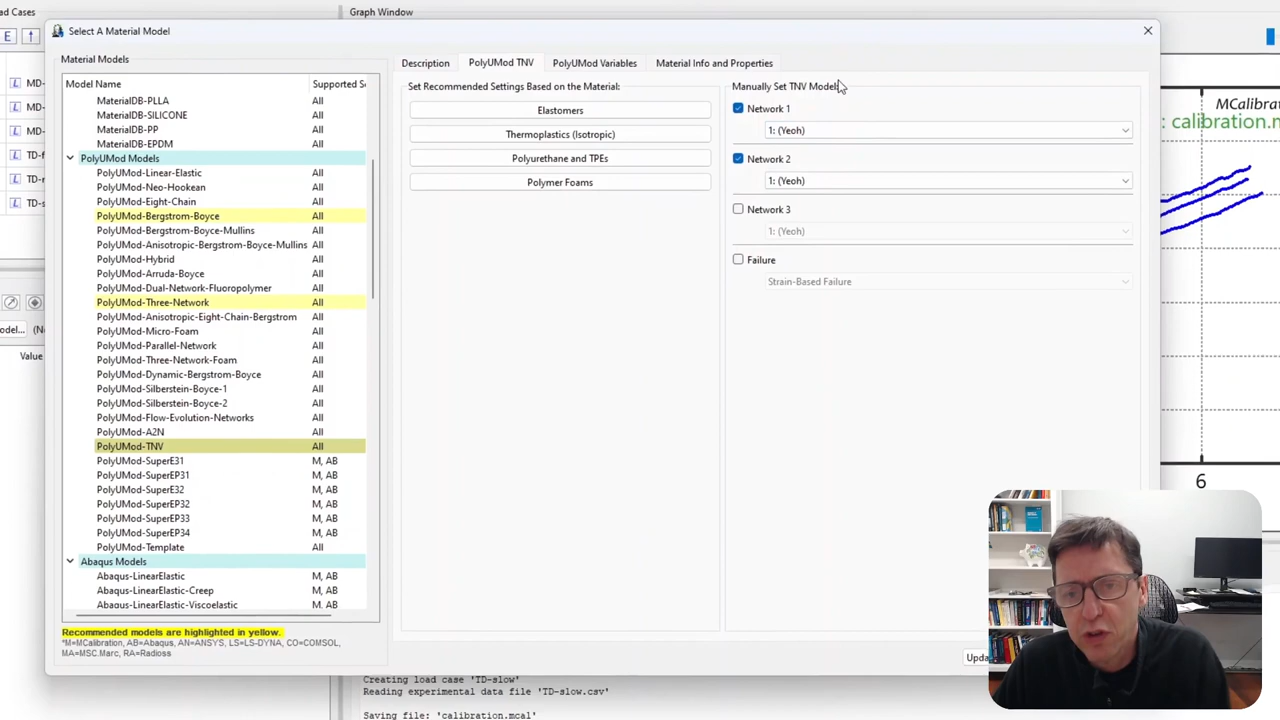 ad Cases
Graph Window
Select A Material Model
Material Models
Model Name
Supported S
MaterialDB-PLLA All
MaterialDB-SILICONE All
MaterialDB-PP All
MaterialDB-EPDM All
PolyUMod Models
PolyUMod-Linear-Elastic All
PolyUMod-Neo-Hookean All
PolyUMod-Eight-Chain All
PolyUMod-Bergstrom-Boyce All
PolyUMod-Bergstrom-Boyce-Mullins All
PolyUMod-Anisotropic-Bergstrom-Boyce-Mullins All
PolyUMod-Hybrid All
PolyUMod-Arruda-Boyce All
PolyUMod-Dual-Network-Fluoropolymer All
PolyUMod-Three-Network All
PolyUMod-Anisotropic-Eight-Chain-Bergstrom All
PolyUMod-Micro-Foam All
PolyUMod-Parallel-Network All
PolyUMod-Three-Network-Foam All
PolyUMod-Dynamic-Bergstrom-Boyce All
PolyUMod-Silberstein-Boyce-1 All
PolyUMod-Silberstein-Boyce-2 All
PolyUMod-Flow-Evolution-Networks All
PolyUMod-A2N All
PolyUMod-TNV All
PolyUMod-SuperE31 M, AB
PolyUMod-SuperEP31 M, AB
PolyUMod-SuperE32 M, AB
PolyUMod-SuperEP32 M, AB
PolyUMod-SuperEP33 M, AB
PolyUMod-SuperEP34 M, AB
PolyUMod-Template All
Abaqus Models
Abaqus-LinearElastic M, AB
Abaqus-LinearElastic-Creep M, AB
Abaqus-LinearElastic-Viscoelastic M, AB
Recommended models are highlighted in yellow.
*M=MCalibration, AB=Abaqus, AN=ANSYS, LS=LS-DYNA, CO=COMSOL,
MA=MSC.Marc, RA=Radioss
Description
PolyUMod TNV
PolyUMod Variables
Material Info and Properties
Set Recommended Settings Based on the Material:
Elastomers
Thermoplastics (Isotropic)
Polyurethane and TPEs
Polymer Foams
Manually Set TNV Models
Network 1
1: (Yeoh)
Network 2
1: (Yeoh)
Network 3
1: (Yeoh)
Failure
Strain-Based Failure
Upda
E
L MD-
L MD-
L MD-
L TD-f
L TD-r
L TD-s
odel... (N
Value
MCalibra
: calibration.m
6
Creating load case 'TD-slow'
Reading experimental data file 'TD-slow.csv'
Saving file: 'calibration.mcal'